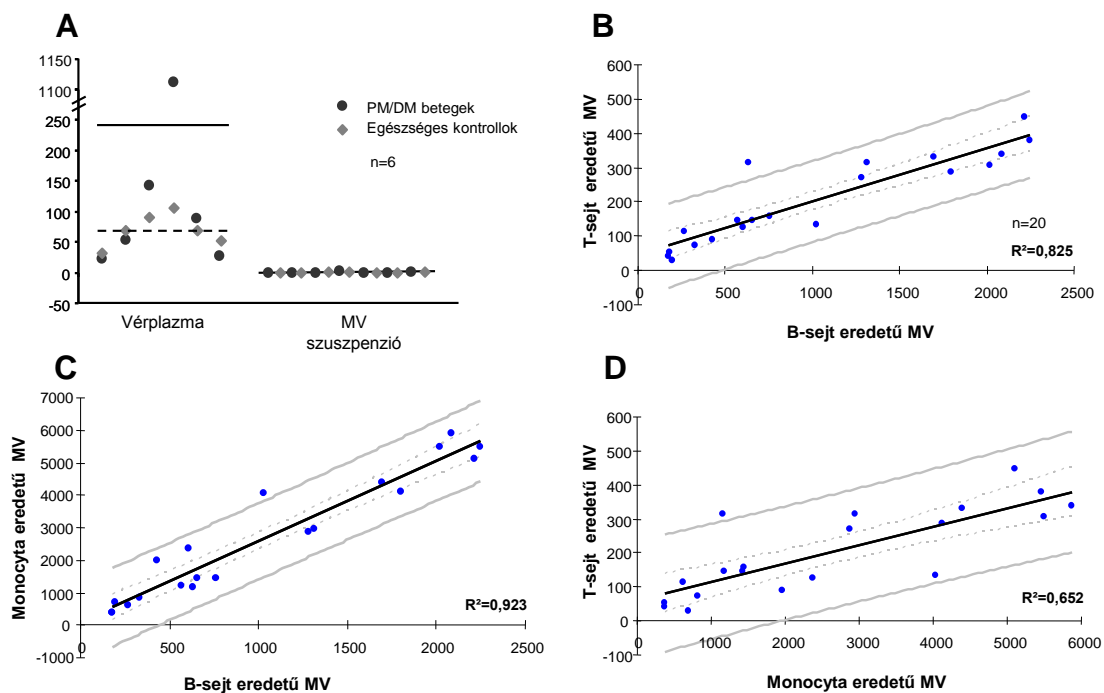 A
1150
1100
250
200
150
100
50
0
-50
PM/DM betegek
Egészséges kontrollok
n=6
Vérplazma
MV
szuszpenzió
B
T-sejt eredetű MV
600
500
400
300
200
100
0
-100
0
500
1000
1500
2000
2500
n=20
R²=0,825
B-sejt eredetű MV
C
Monocyta eredetű MV
7000
6000
5000
4000
3000
2000
1000
0
-1000
0
500
1000
1500
2000
2500
R²=0,923
B-sejt eredetű MV
D
T-sejt eredetű MV
600
500
400
300
200
100
0
-100
0
1000
2000
3000
4000
5000
6000
R²=0,652
Monocyta eredetű MV